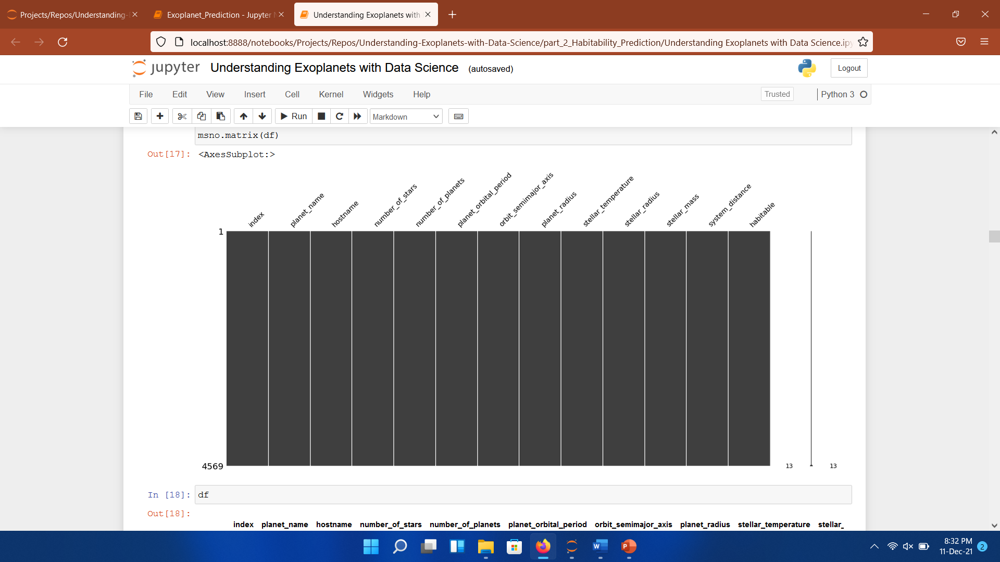 Projects/Repos/Understanding-
Exoplanet_Prediction - Jupyter
Understanding Exoplanets with
localhost:8888/notebooks/Projects/Repos/Understanding-Exoplanets-with-Data-Science/part_2_Habitability_Prediction/Understanding Exoplanets with Data Science.ipy
jupyter Understanding Exoplanets with Data Science (autosaved)
Logout
File Edit View Insert Cell Kernel Widgets Help
Trusted
Python 3
Run
Markdown
msno.matrix(df)
Out[17]: <AxesSubplot:>
index
planet_name
hostname
number_of_stars
number_of_planets
planet_orbital_period
orbit_semimajor_axis
planet_radius
stellar_temperature
stellar_radius
stellar_mass
system_distance
habitable
1
4569
13 13
In [18]: df
Out[18]:
index planet_name hostname number_of_stars number_of_planets planet_orbital_period orbit_semimajor_axis planet_radius stellar_temperature stellar_
W
P
8:32 PM
11-Dec-21
2